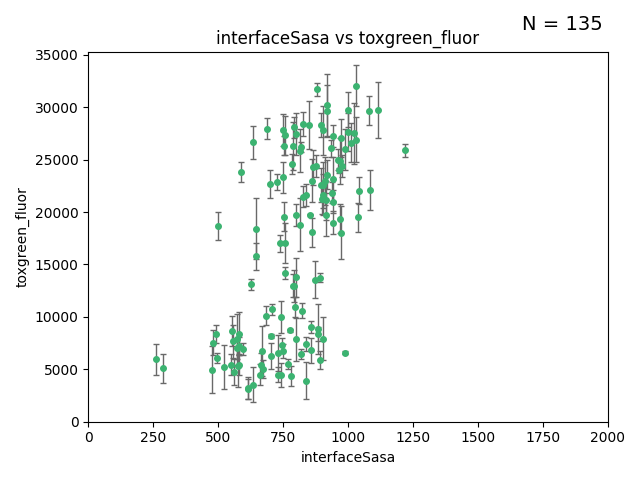 N = 135
interfaceSasa vs toxgreen_fluor
35000
30000
25000
20000
15000
10000
5000
0
toxgreen_fluor
0 250 500 750 1000 1250 1500 1750 2000
interfaceSasa